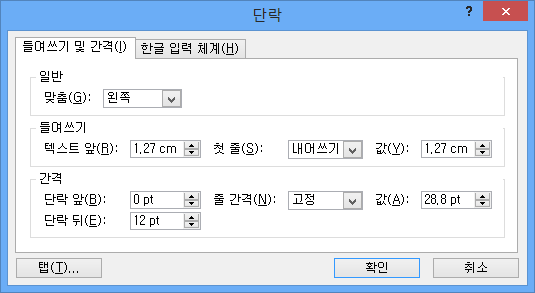 단락
들여쓰기 및 간격(I) 한글 입력 체계(H)
일반
맞춤(G): 왼쪽
들여쓰기
텍스트 앞(R): 1.27 cm 첫 줄(S): 내어쓰기 값(Y): 1.27 cm
간격
단락 앞(B): 0 pt 줄 간격(N): 고정 값(A): 28.8 pt
단락 뒤(E): 12 pt
탭(T)... 확인 취소